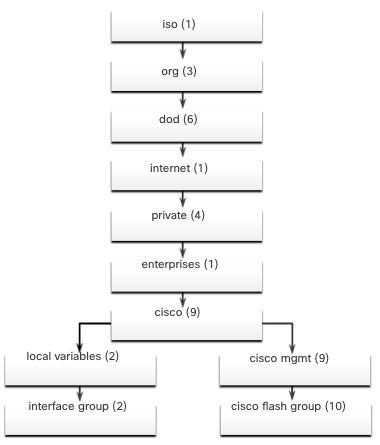 iso (1)
org (3)
dod (6)
internet (1)
private (4)
enterprises (1)
cisco (9)
local variables (2)
cisco mgmt (9)
interface group (2)
cisco flash group (10)